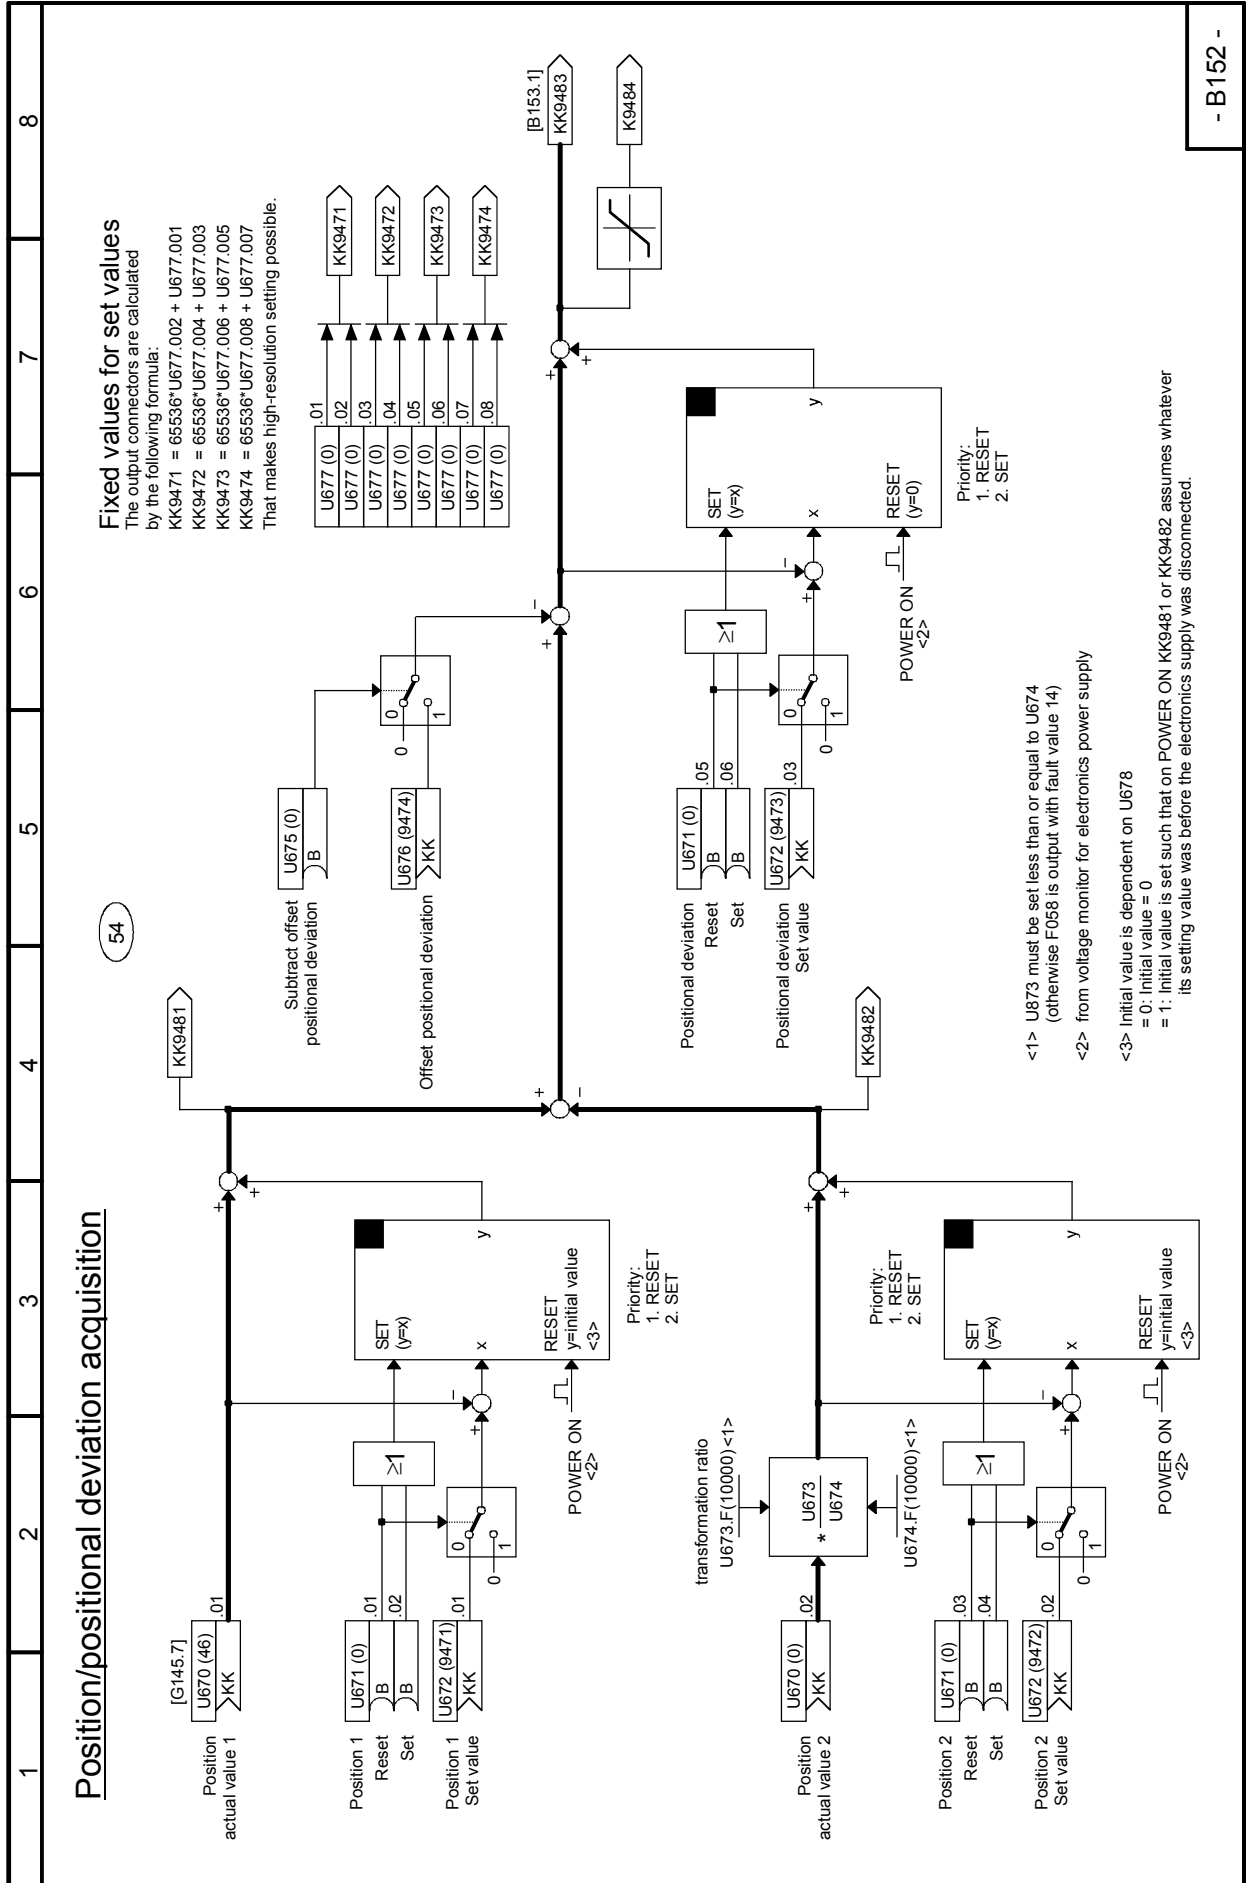 1 2 3 4 5 6 7 8
Position/positional deviation acquisition
54
Fixed values for set values
The output connectors are calculated
by the following formula:
KK9471 = 65536*U677.002 + U677.001
KK9472 = 65536*U677.004 + U677.003
KK9473 = 65536*U677.006 + U677.005
KK9474 = 65536*U677.008 + U677.007
That makes high-resolution setting possible.
U677 (0) .01
U677 (0) .02
KK9471
U677 (0) .03
U677 (0) .04
KK9472
U677 (0) .05
U677 (0) .06
KK9473
U677 (0) .07
U677 (0) .08
KK9474
[G145.7]
Position
actual value 1
U670 (46)
KK
.01
+
+
KK9481
Position 1
Reset
Set
U671 (0)
B
B
.01
.02
≥1
Position 1
Set value
U672 (9471)
KK
.01
0
0
1
+
−
POWER ON
<2>
SET
(y=x)
x
y
RESET
y=initial value
<3>
Priority:
1. RESET
2. SET
Position
actual value 2
U670 (0)
KK
.02
transformation ratio
U673.F(10000) <1>
*
U673
U674
U674.F(10000) <1>
+
+
KK9482
Position 2
Reset
Set
U671 (0)
B
B
.03
.04
≥1
Position 2
Set value
U672 (9472)
KK
.02
0
0
1
+
−
POWER ON
<2>
SET
(y=x)
x
y
RESET
y=initial value
<3>
Priority:
1. RESET
2. SET
+
−
Subtract offset
positional deviation
U675 (0)
B
Offset positional deviation
U676 (9474)
KK
0
0
1
+
−
Positional deviation
Reset
Set
U671 (0)
B
B
.05
.06
≥1
Positional deviation
Set value
U672 (9473)
KK
.03
0
0
1
+
−
POWER ON
<2>
SET
(y=x)
x
y
RESET
(y=0)
Priority:
1. RESET
2. SET
+
+
[B153.1]
KK9483
K9484
<1> U873 must be set less than or equal to U674
(otherwise F058 is output with fault value 14)
<2> from voltage monitor for electronics power supply
<3> Initial value is dependent on U678
= 0: Initial value = 0
= 1: Initial value is set such that on POWER ON KK9481 or KK9482 assumes whatever
its setting value was before the electronics supply was disconnected.
- B152 -